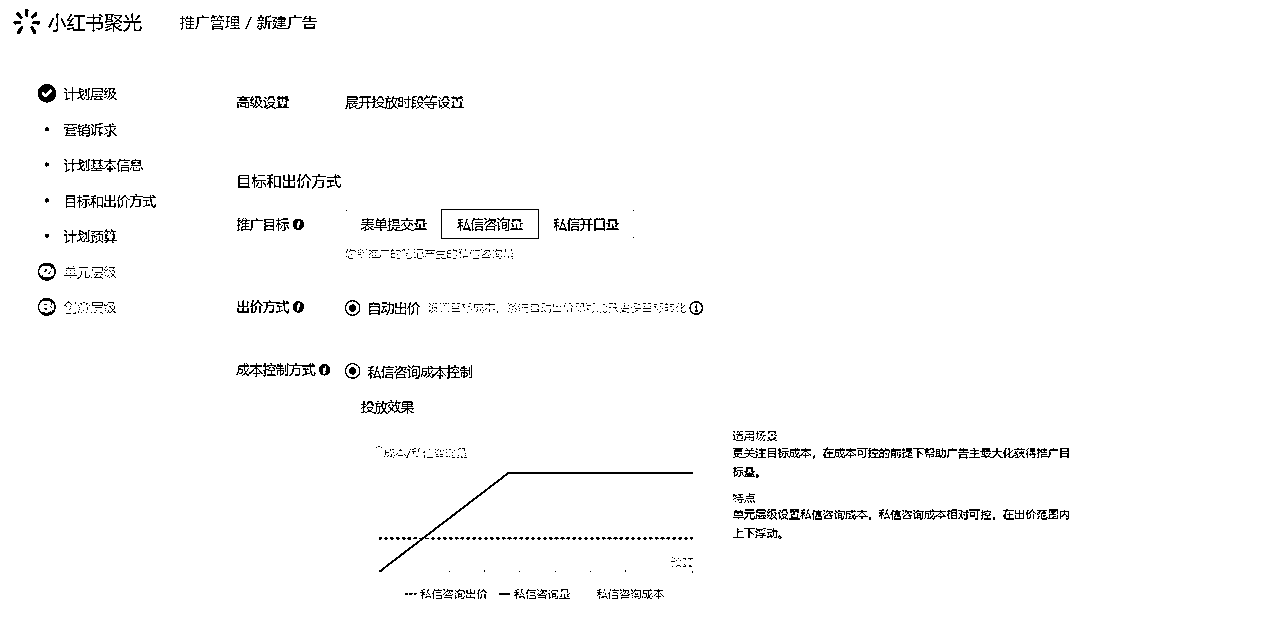 小红书聚光
推广管理 / 新建广告
计划层级
营销诉求
计划基本信息
目标和出价方式
计划预算
单元层级
创意层级
高级设置
展开投放时段等设置
目标和出价方式
推广目标
表单提交量
私信咨询量
私信开口量
出价方式
自动出价
成本控制方式
私信咨询成本控制
投放效果
成本/私信咨询量
私信咨询出价
私信咨询量
私信咨询成本
适用场景
更关注目标成本，在成本可控的前提下帮助广告主最大化获得推广目
标量。
特点
单元层级设置私信咨询成本，私信咨询成本相对可控，在出价范围内
上下浮动。